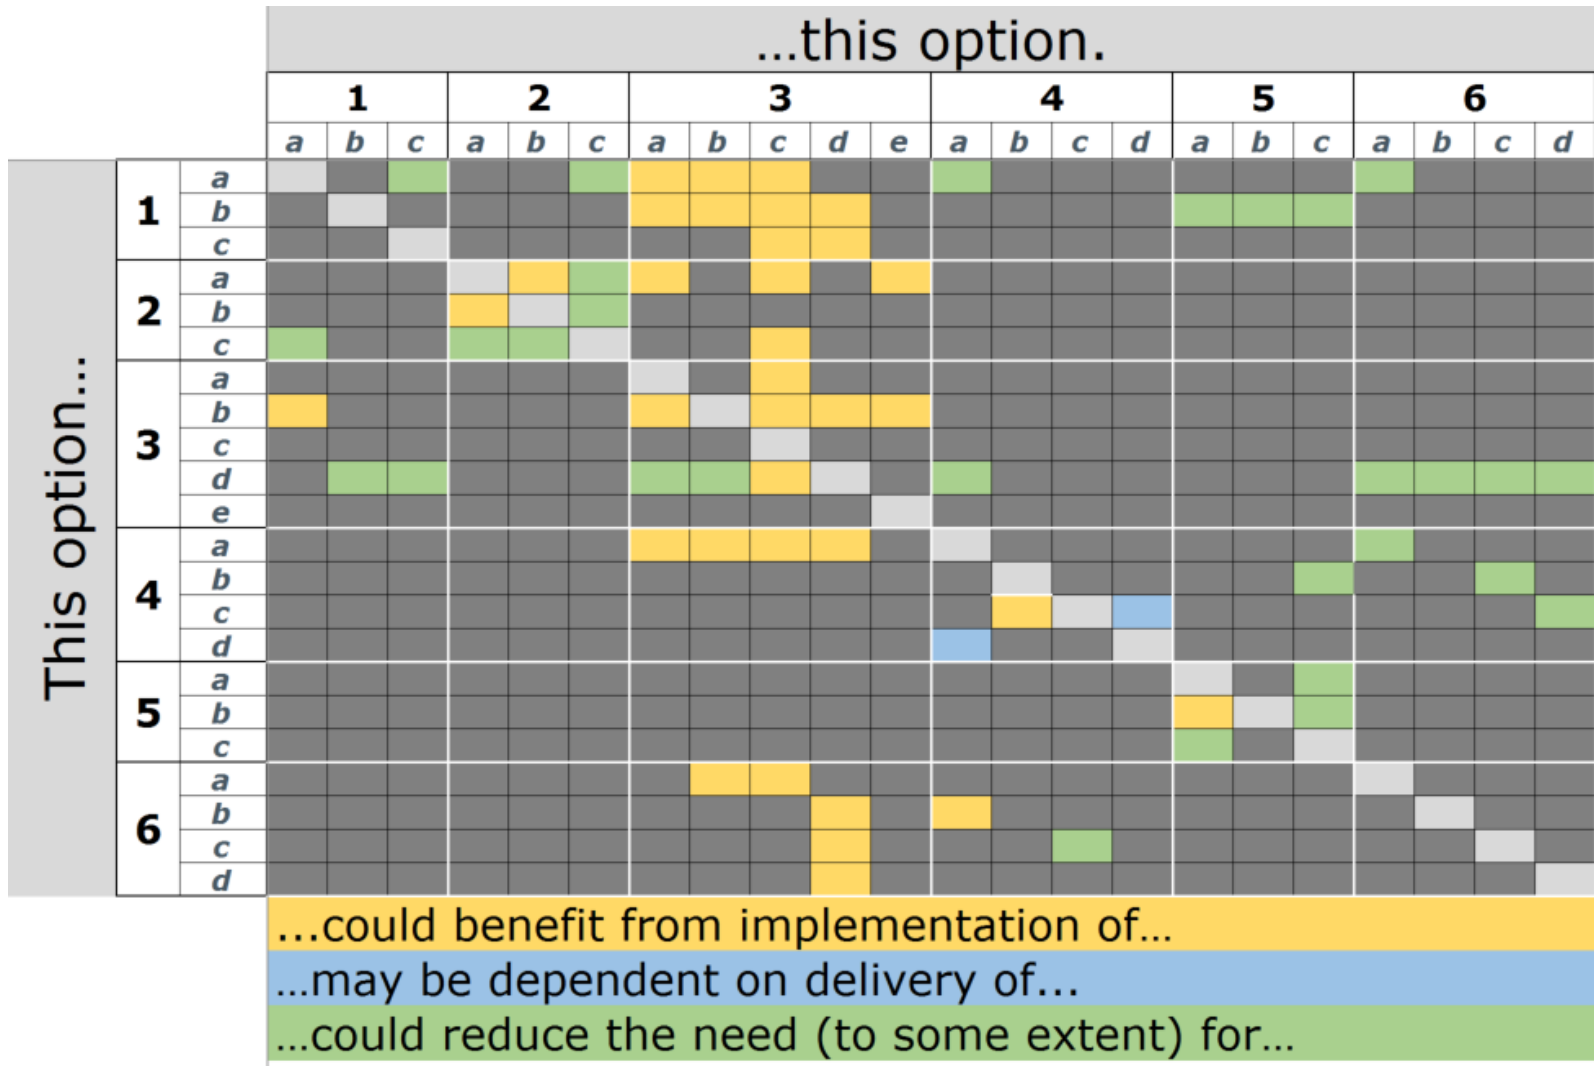 ...this option.
1 2 3 4 5 6
a b c a b c a b c d e a b c d a b c a b c d
This option...
1
a
b
c
2
a
b
c
3
a
b
c
d
e
4
a
b
c
d
5
a
b
c
6
a
b
c
d
...could benefit from implementation of...
...may be dependent on delivery of...
...could reduce the need (to some extent) for...